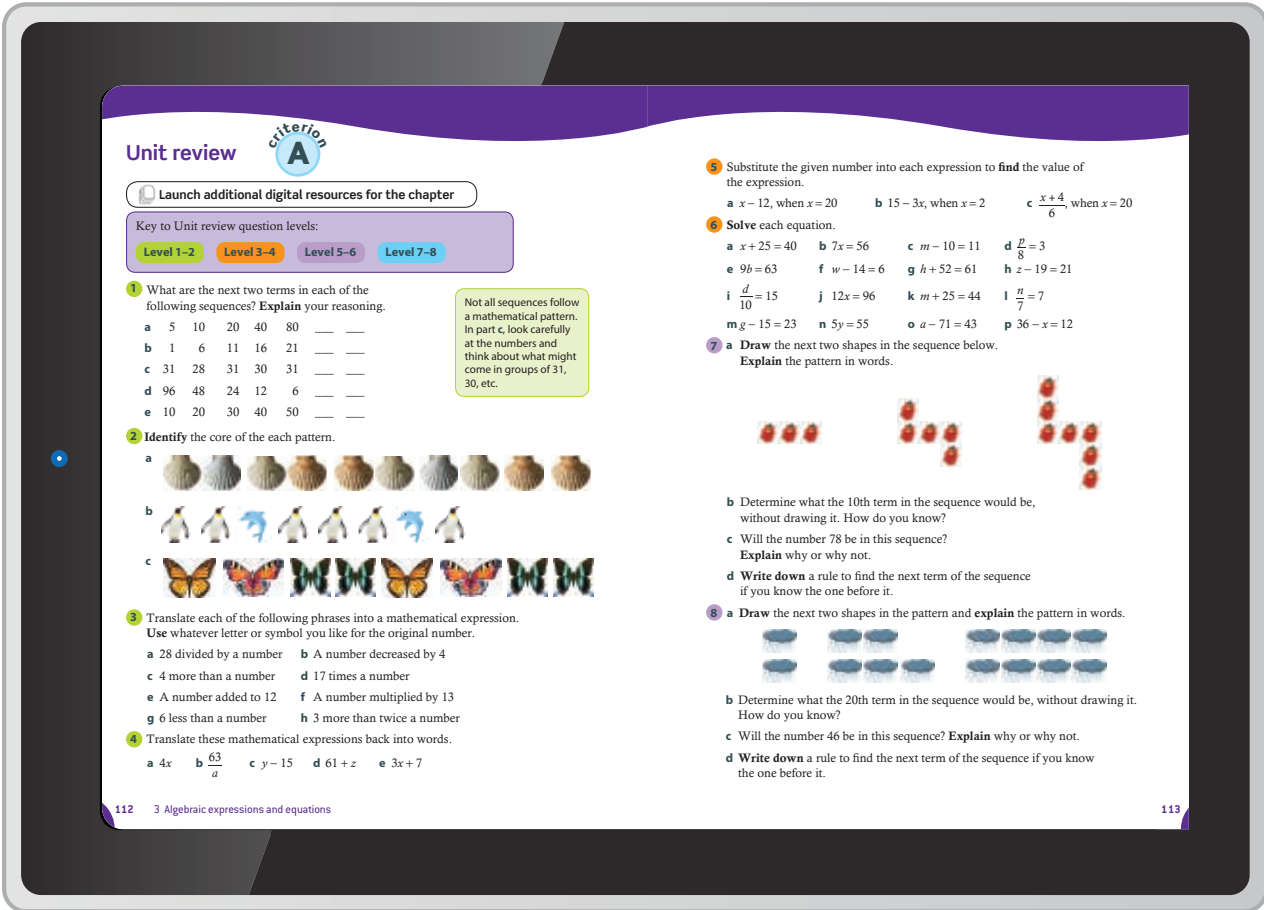 Unit review
criterion
A
Launch additional digital resources for the chapter
Key to Unit review question levels:
Level 1–2 Level 3–4 Level 5–6 Level 7–8
1 What are the next two terms in each of the
following sequences? Explain your reasoning.
a 5 10 20 40 80 ___ ___
b 1 6 11 16 21 ___ ___
c 31 28 31 30 31 ___ ___
d 96 48 24 12 6 ___ ___
e 10 20 30 40 50 ___ ___
Not all sequences follow
a mathematical pattern.
In part c, look carefully
at the numbers and
think about what might
come in groups of 31,
30, etc.
2 Identify the core of the each pattern.
a
b
c
3 Translate each of the following phrases into a mathematical expression.
Use whatever letter or symbol you like for the original number.
a 28 divided by a number b A number decreased by 4
c 4 more than a number d 17 times a number
e A number added to 12 f A number multiplied by 13
g 6 less than a number h 3 more than twice a number
4 Translate these mathematical expressions back into words.
a 4x b 63/a c y – 15 d 61 + z e 3x + 7
112 3 Algebraic expressions and equations
5 Substitute the given number into each expression to find the value of
the expression.
a x – 12, when x = 20 b 15 – 3x, when x = 2 c (x + 4)/6, when x = 20
6 Solve each equation.
a x + 25 = 40 b 7x = 56 c m – 10 = 11 d p/8 = 3
e 9b = 63 f w – 14 = 6 g h + 52 = 61 h z – 19 = 21
i d/10 = 15 j 12x = 96 k m + 25 = 44 l n/7 = 7
m g – 15 = 23 n 5y = 55 o a – 71 = 43 p 36 – x = 12
7 a Draw the next two shapes in the sequence below.
Explain the pattern in words.
b Determine what the 10th term in the sequence would be,
without drawing it. How do you know?
c Will the number 78 be in this sequence?
Explain why or why not.
d Write down a rule to find the next term of the sequence
if you know the one before it.
8 a Draw the next two shapes in the pattern and explain the pattern in words.
b Determine what the 20th term in the sequence would be, without drawing it.
How do you know?
c Will the number 46 be in this sequence? Explain why or why not.
d Write down a rule to find the next term of the sequence if you know
the one before it.
113